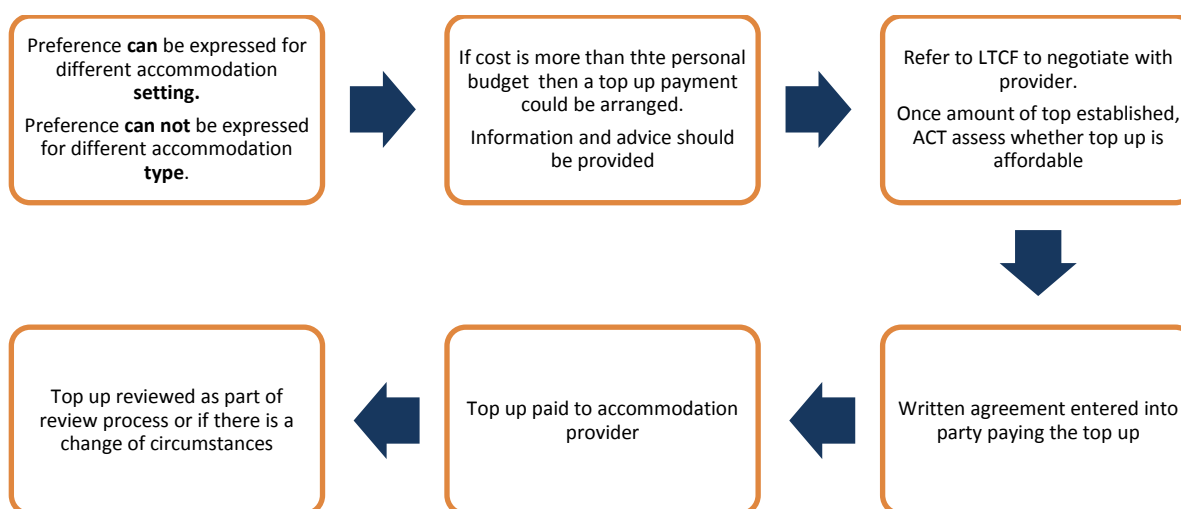 Preference can be expressed for
different accommodation
setting.
Preference can not be expressed
for different accommodation
type.
If cost is more than thte personal
budget then a top up payment
could be arranged.
Information and advice should
be provided
Refer to LTCF to negotiate with
provider.
Once amount of top established,
ACT assess whether top up is
affordable
Written agreement entered into
party paying the top up
Top up paid to accommodation
provider
Top up reviewed as part of
review process or if there is a
change of circumstances